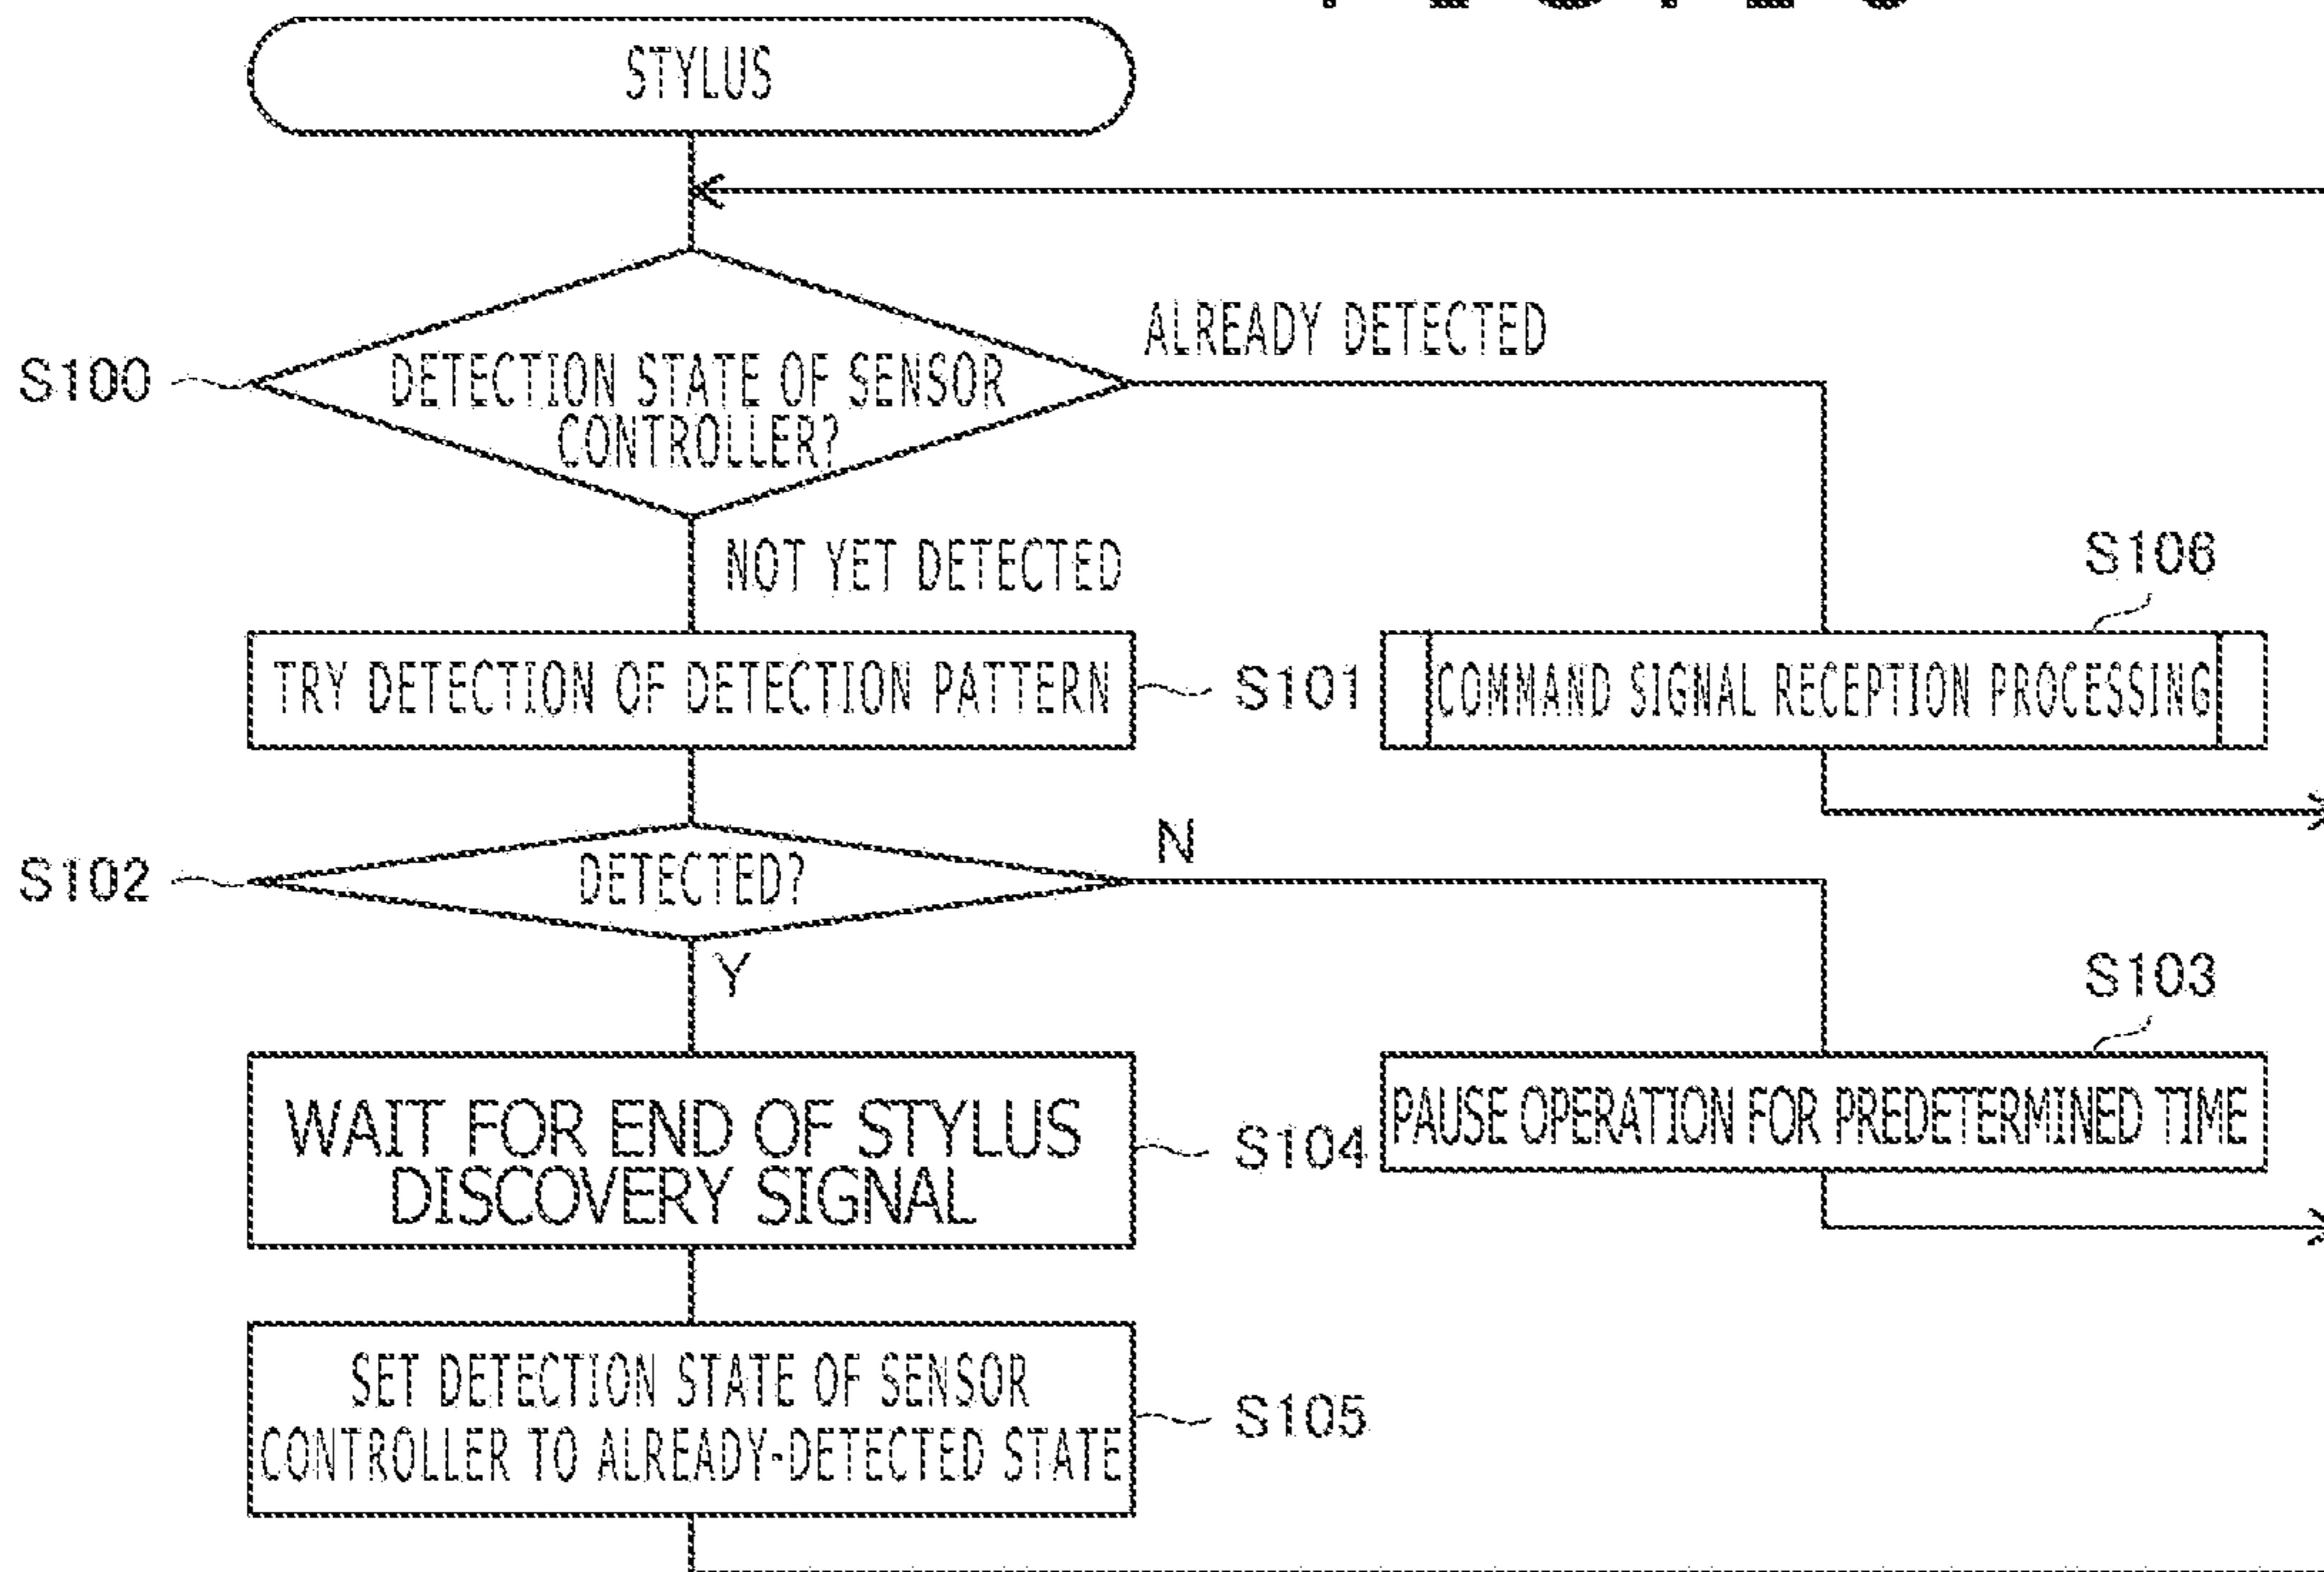 STYLUS
ALREADY DETECTED
S100
DETECTION STATE OF SENSOR
CONTROLLER?
NOT YET DETECTED
S106
TRY DETECTION OF DETECTION PATTERN
S101
COMMAND SIGNAL RECEPTION PROCESSING
N
S102
DETECTED?
Y
S103
WAIT FOR END OF STYLUS
DISCOVERY SIGNAL
S104
PAUSE OPERATION FOR PREDETERMINED TIME
SET DETECTION STATE OF SENSOR
CONTROLLER TO ALREADY-DETECTED STATE
S105